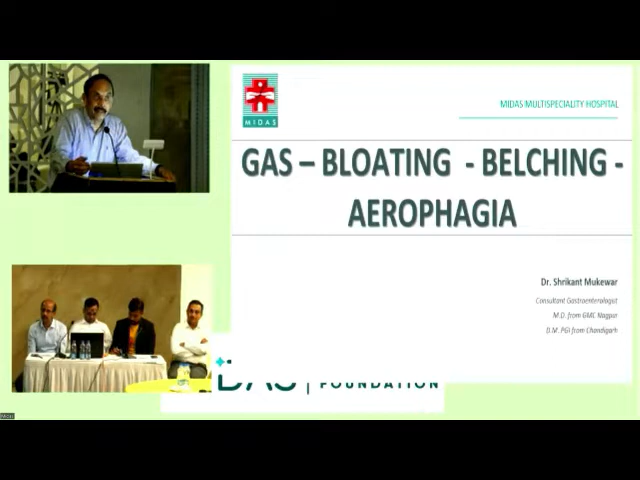 MIDAS
MIDAS MULTISPECIALITY HOSPITAL
GAS – BLOATING - BELCHING -
AEROPHAGIA
Dr. Shrikant Mukewar
Consultant Gastroenterologist
M.D. from GMC Nagpur
D.M. PGI from Chandigarh
FOUNDATION